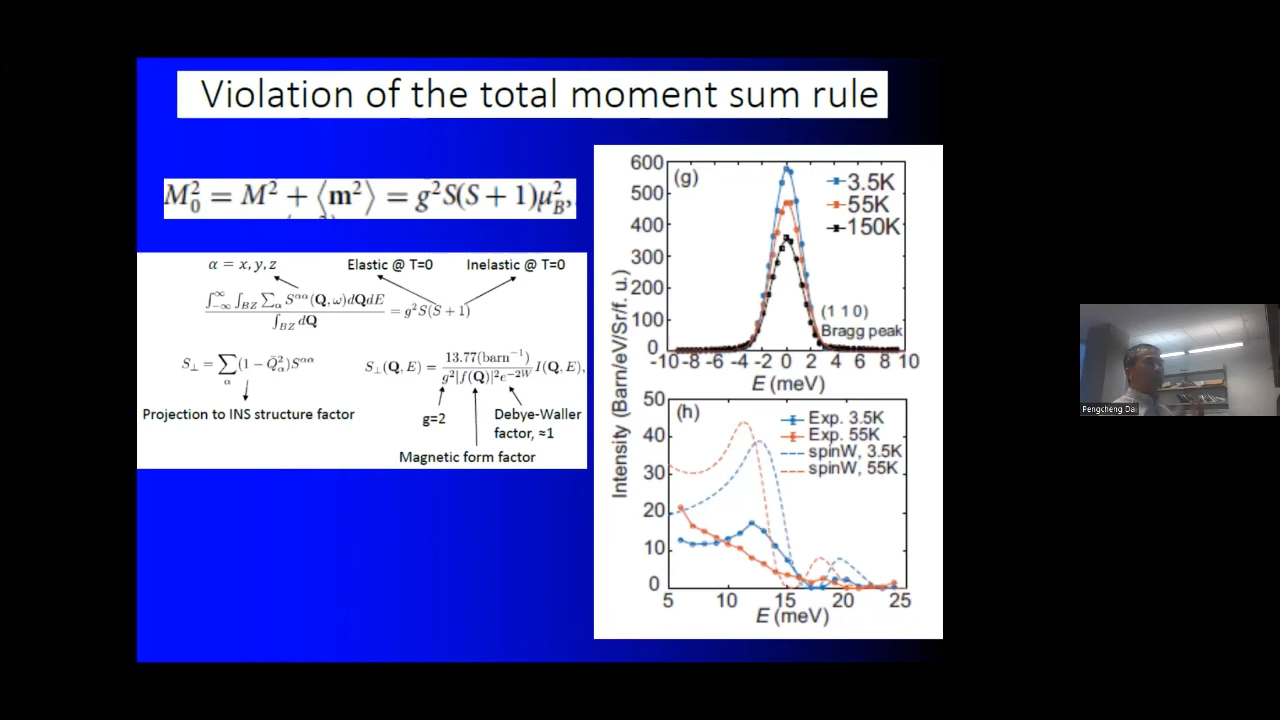 Violation of the total moment sum rule
M₀² = M² + ⟨m²⟩ = g²S(S + 1)μ_B²,
α = x, y, z
Elastic @ T=0
Inelastic @ T=0
∫_{-∞}^{∞} ∫_{BZ} Σ_α S^{αα}(Q, ω)dQdE / ∫_{BZ} dQ = g²S(S + 1)
S_⊥ = Σ_α (1 − Q̂_α²)S^{αα}
S_⊥(Q, E) = 13.77(barn⁻¹) / g²|f(Q)|²e^{−2W} I(Q, E),
Projection to INS structure factor
g=2
Debye-Waller
factor, ≈1
Magnetic form factor
(g)
3.5K
55K
150K
(1 1 0)
Bragg peak
600
500
400
300
200
100
0
-10 -8 -6 -4 -2 0 2 4 6 8 10
E (meV)
Intensity (Barn/eV/Sr/f. u.)
(h)
Exp. 3.5K
Exp. 55K
spinW, 3.5K
spinW, 55K
50
40
30
20
10
0
5 10 15 20 25
E (meV)
Pengcheng Dai